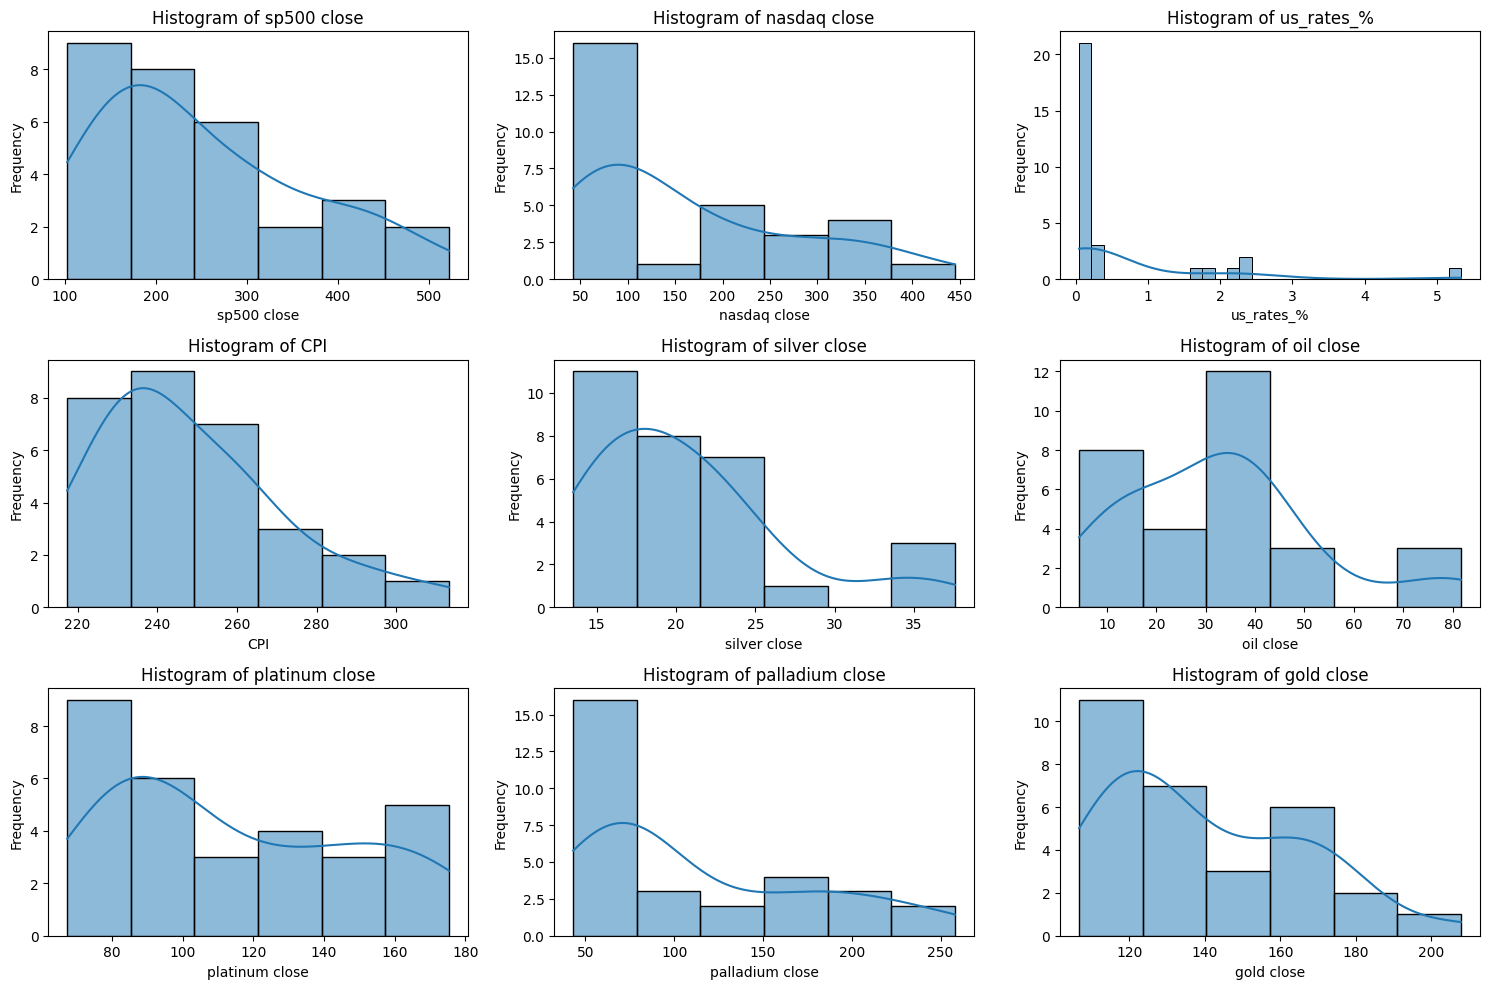 Histogram of sp500 close
Frequency
0
2
4
6
8
100 200 300 400 500
sp500 close
Histogram of nasdaq close
Frequency
0.0
2.5
5.0
7.5
10.0
12.5
15.0
50 100 150 200 250 300 350 400 450
nasdaq close
Histogram of us_rates_%
Frequency
0
5
10
15
20
0 1 2 3 4 5
us_rates_%
Histogram of CPI
Frequency
0
2
4
6
8
220 240 260 280 300
CPI
Histogram of silver close
Frequency
0
2
4
6
8
10
15 20 25 30 35
silver close
Histogram of oil close
Frequency
0
2
4
6
8
10
12
10 20 30 40 50 60 70 80
oil close
Histogram of platinum close
Frequency
0
2
4
6
8
80 100 120 140 160 180
platinum close
Histogram of palladium close
Frequency
0.0
2.5
5.0
7.5
10.0
12.5
15.0
50 100 150 200 250
palladium close
Histogram of gold close
Frequency
0
2
4
6
8
10
120 140 160 180 200
gold close